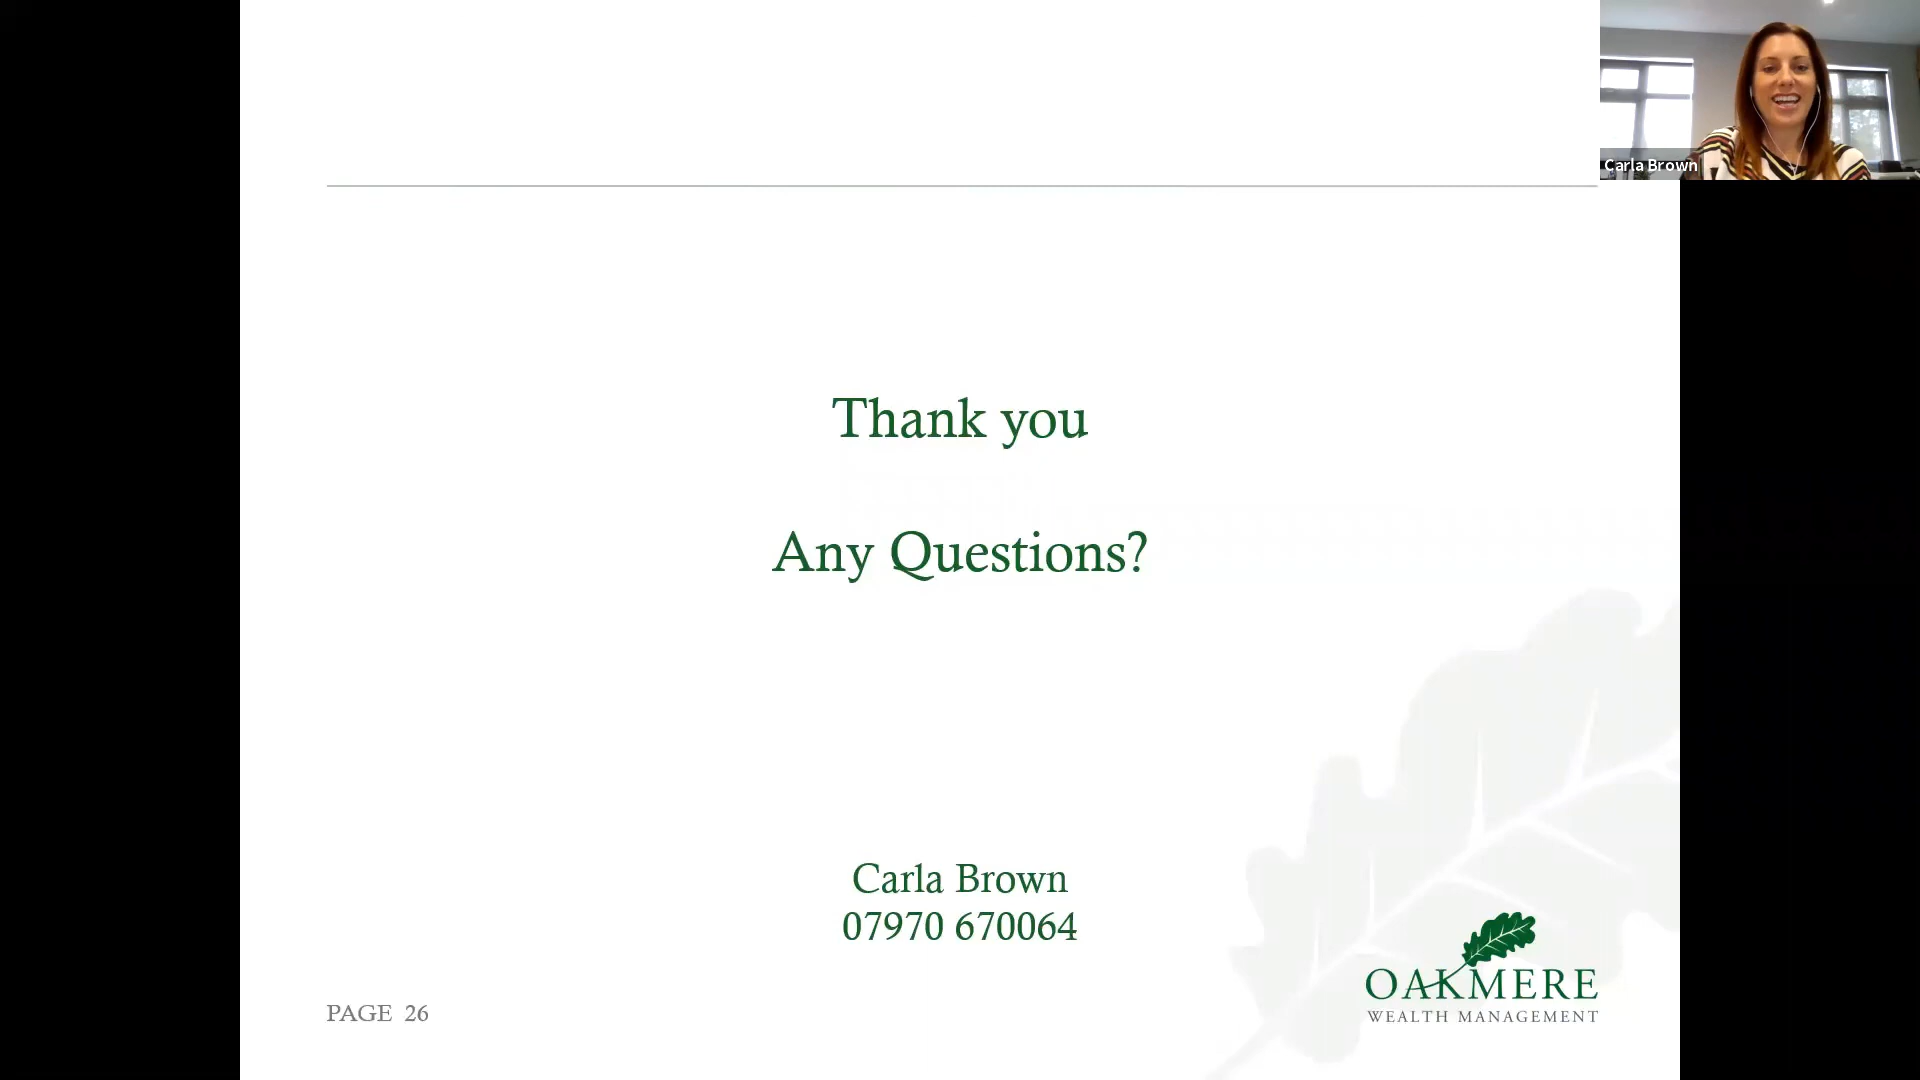 Carla Brown
Thank you
Any Questions?
Carla Brown
07970 670064
PAGE 26
OAKMERE
WEALTH MANAGEMENT